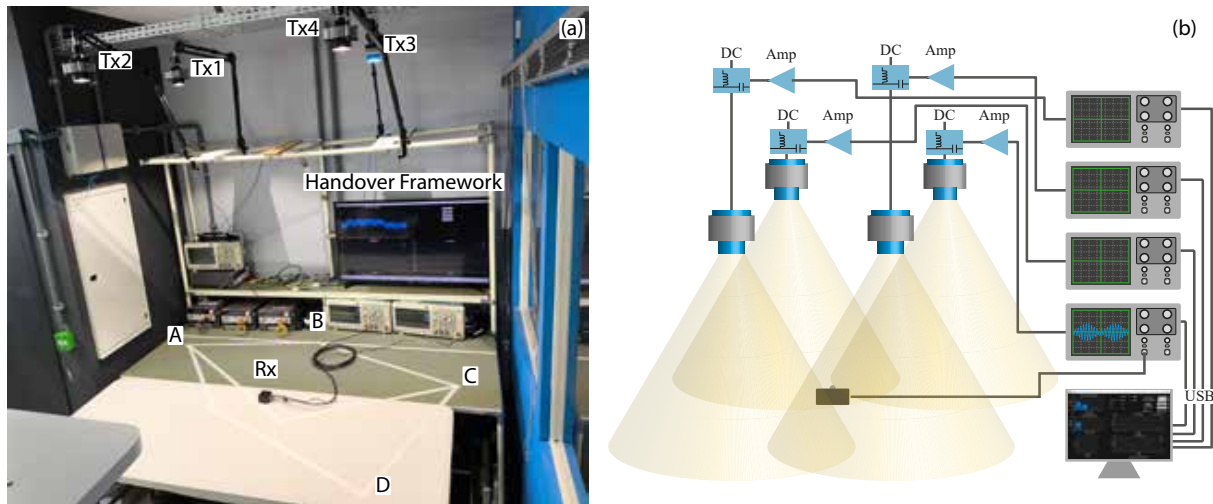 (a)
Tx4
Tx3
Tx2
Tx1
Handover Framework
A
B
Rx
C
D
(b)
DC
Amp
DC
Amp
DC
Amp
DC
Amp
USB